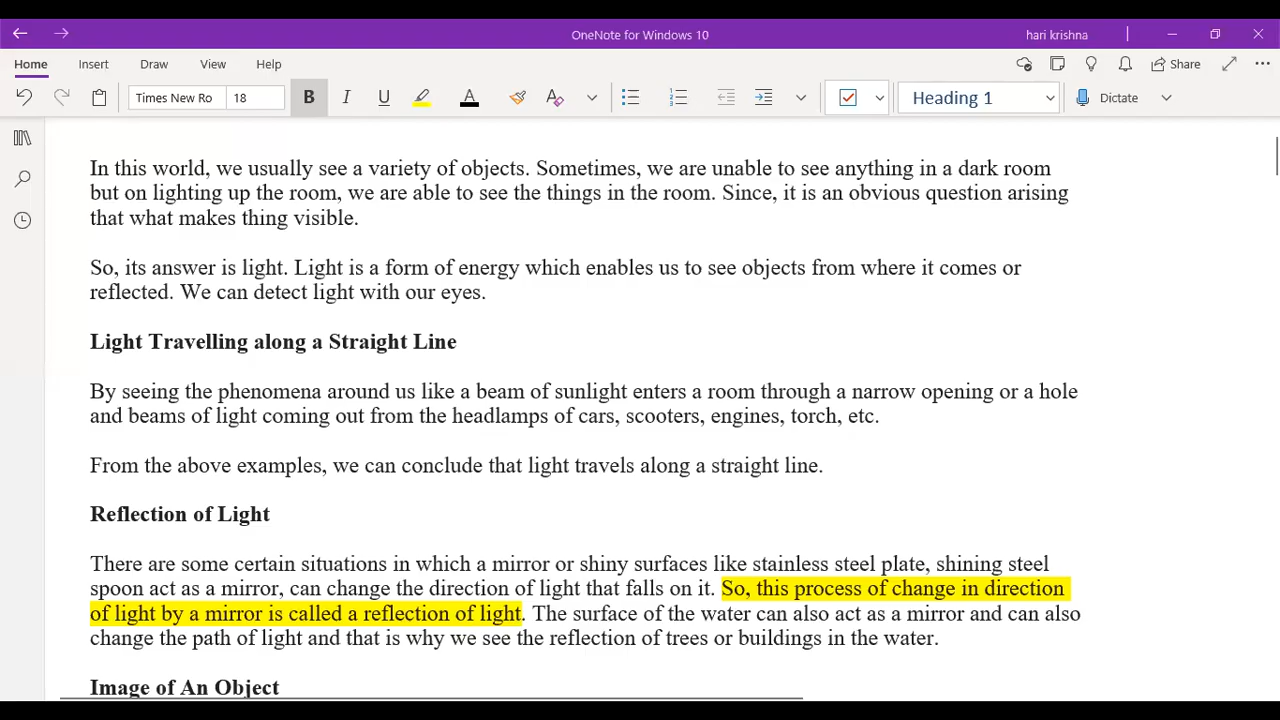 OneNote for Windows 10
hari krishna
Home Insert Draw View Help
Share
Times New Ro 18 B I U A Heading 1 Dictate
In this world, we usually see a variety of objects. Sometimes, we are unable to see anything in a dark room
but on lighting up the room, we are able to see the things in the room. Since, it is an obvious question arising
that what makes thing visible.
So, its answer is light. Light is a form of energy which enables us to see objects from where it comes or
reflected. We can detect light with our eyes.
Light Travelling along a Straight Line
By seeing the phenomena around us like a beam of sunlight enters a room through a narrow opening or a hole
and beams of light coming out from the headlamps of cars, scooters, engines, torch, etc.
From the above examples, we can conclude that light travels along a straight line.
Reflection of Light
There are some certain situations in which a mirror or shiny surfaces like stainless steel plate, shining steel
spoon act as a mirror, can change the direction of light that falls on it. So, this process of change in direction
of light by a mirror is called a reflection of light. The surface of the water can also act as a mirror and can also
change the path of light and that is why we see the reflection of trees or buildings in the water.
Image of An Object